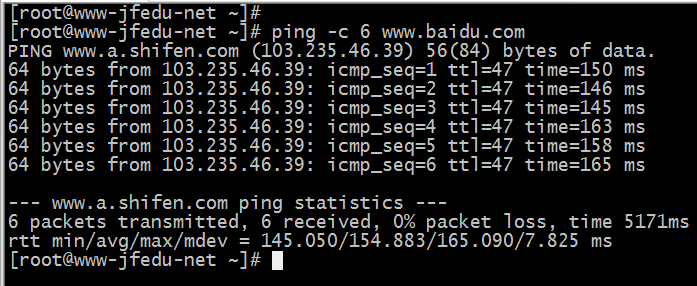 [root@www-jfedu-net ~]#
[root@www-jfedu-net ~]# ping -c 6 www.baidu.com
PING www.a.shifen.com (103.235.46.39) 56(84) bytes of data.
64 bytes from 103.235.46.39: icmp_seq=1 ttl=47 time=150 ms
64 bytes from 103.235.46.39: icmp_seq=2 ttl=47 time=146 ms
64 bytes from 103.235.46.39: icmp_seq=3 ttl=47 time=145 ms
64 bytes from 103.235.46.39: icmp_seq=4 ttl=47 time=163 ms
64 bytes from 103.235.46.39: icmp_seq=5 ttl=47 time=158 ms
64 bytes from 103.235.46.39: icmp_seq=6 ttl=47 time=165 ms
--- www.a.shifen.com ping statistics ---
6 packets transmitted, 6 received, 0% packet loss, time 5171ms
rtt min/avg/max/mdev = 145.050/154.883/165.090/7.825 ms
[root@www-jfedu-net ~]#